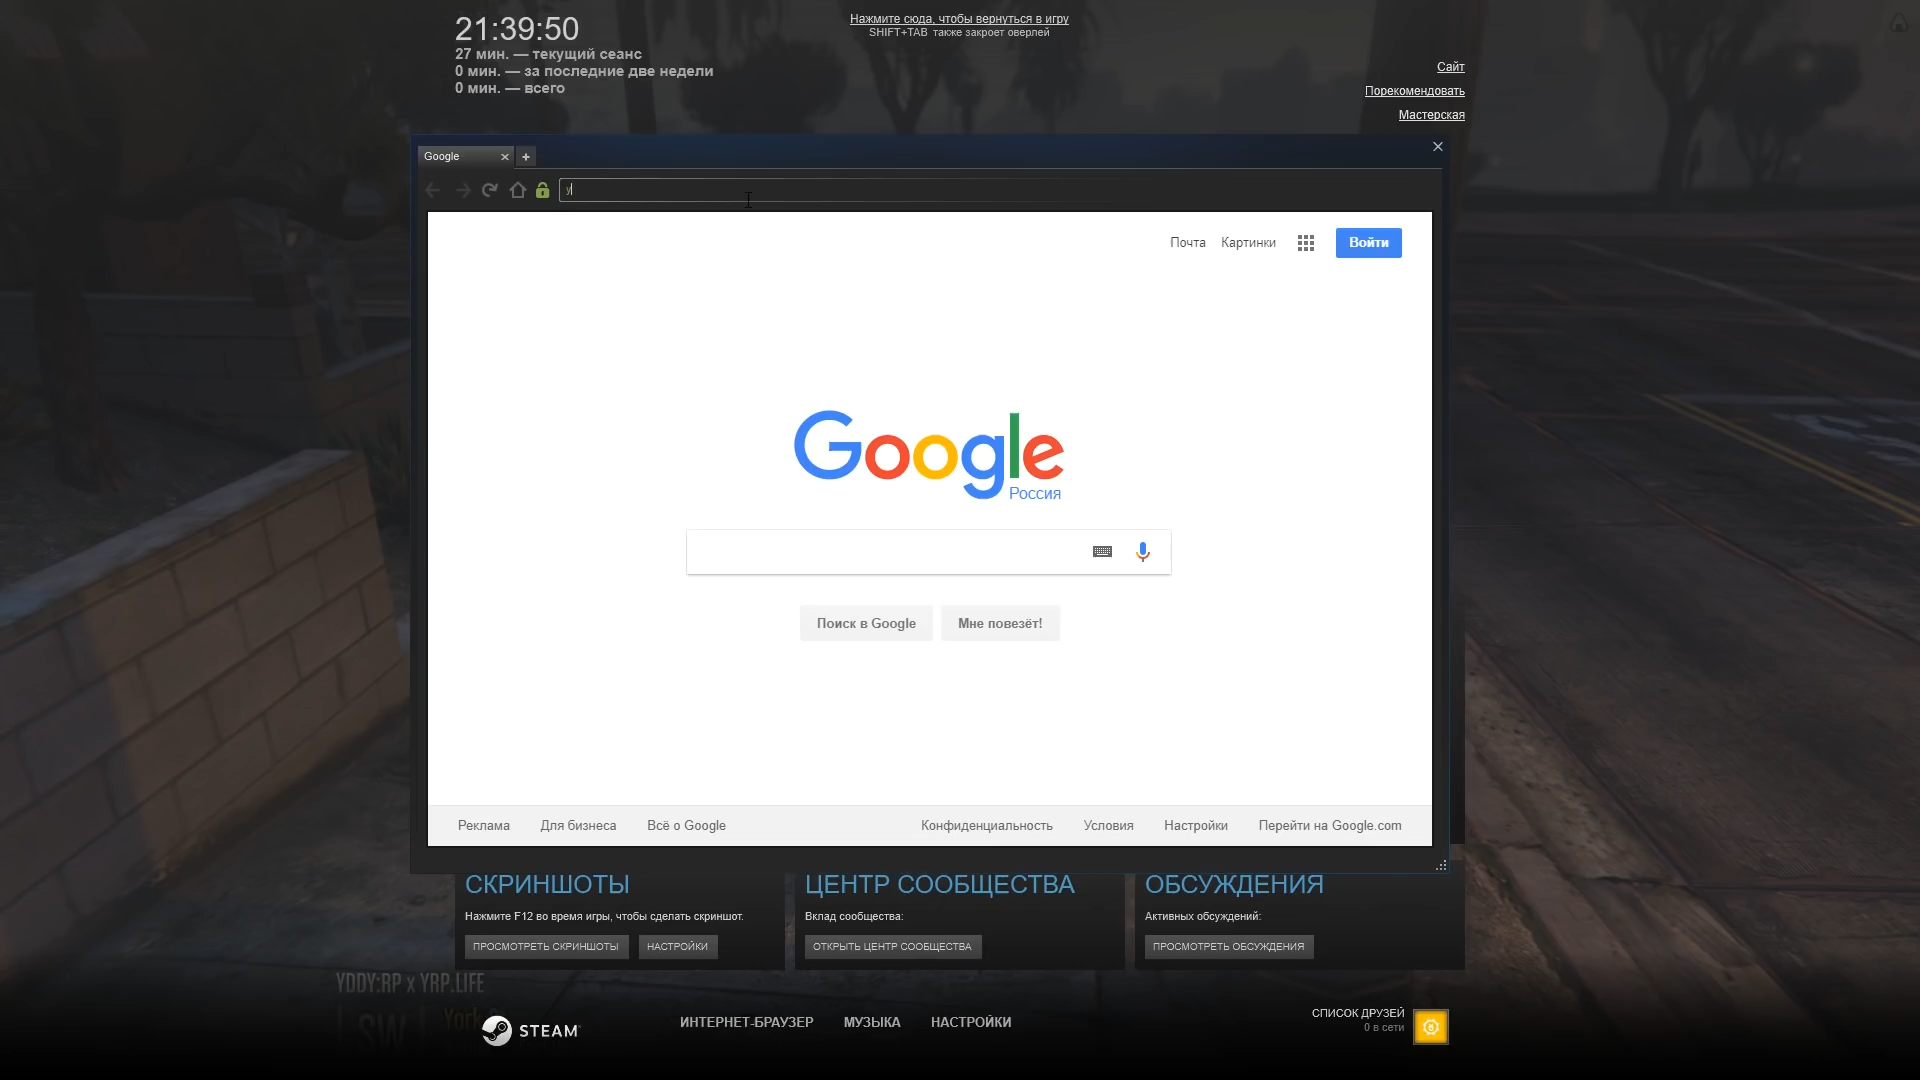 21:39:50
27 мин. — текущий сеанс
0 мин. — за последние две недели
0 мин. — всего
Нажмите сюда, чтобы вернуться в игру
SHIFT+TAB также закроет оверлей
Сайт
Порекомендовать
Мастерская
Google
y
Почта Картинки Войти
Google
Россия
Поиск в Google Мне повезёт!
Реклама Для бизнеса Всё о Google Конфиденциальность Условия Настройки Перейти на Google.com
СКРИНШОТЫ
Нажмите F12 во время игры, чтобы сделать скриншот.
ПРОСМОТРЕТЬ СКРИНШОТЫ НАСТРОЙКИ
ЦЕНТР СООБЩЕСТВА
Вклад сообщества:
ОТКРЫТЬ ЦЕНТР СООБЩЕСТВА
ОБСУЖДЕНИЯ
Активных обсуждений:
ПРОСМОТРЕТЬ ОБСУЖДЕНИЯ
YDDY:RP x YRP.LIFE
SW
STEAM
ИНТЕРНЕТ-БРАУЗЕР МУЗЫКА НАСТРОЙКИ
СПИСОК ДРУЗЕЙ
0 в сети